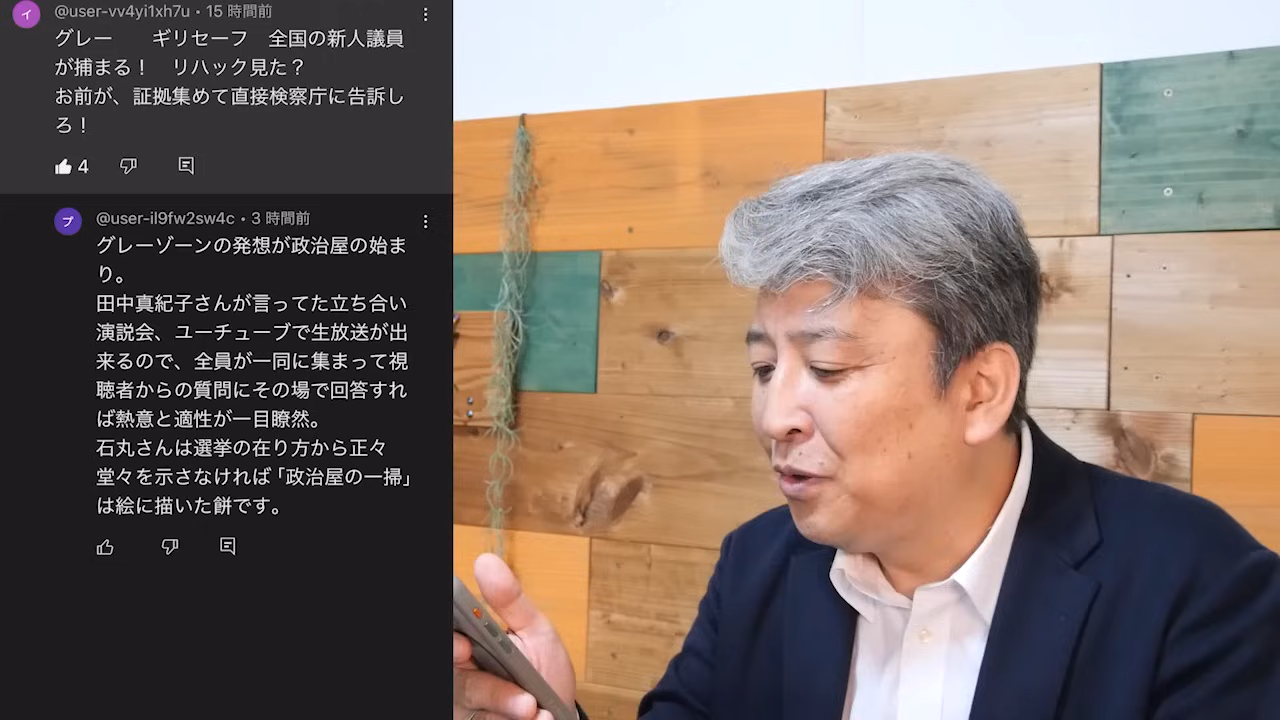 イ
@user-vv4yi1xh7u・15 時間前
グレー　　ギリセーフ　全国の新人議員
が捕まる！　リハック見た？
お前が、証拠集めて直接検察庁に告訴し
ろ！
4
プ
@user-il9fw2sw4c・3 時間前
グレーゾーンの発想が政治屋の始ま
り。
田中真紀子さんが言ってた立ち合い
演説会、ユーチューブで生放送が出
来るので、全員が一同に集まって視
聴者からの質問にその場で回答すれ
ば熱意と適性が一目瞭然。
石丸さんは選挙の在り方から正々
堂々を示さなければ「政治屋の一掃」
は絵に描いた餅です。